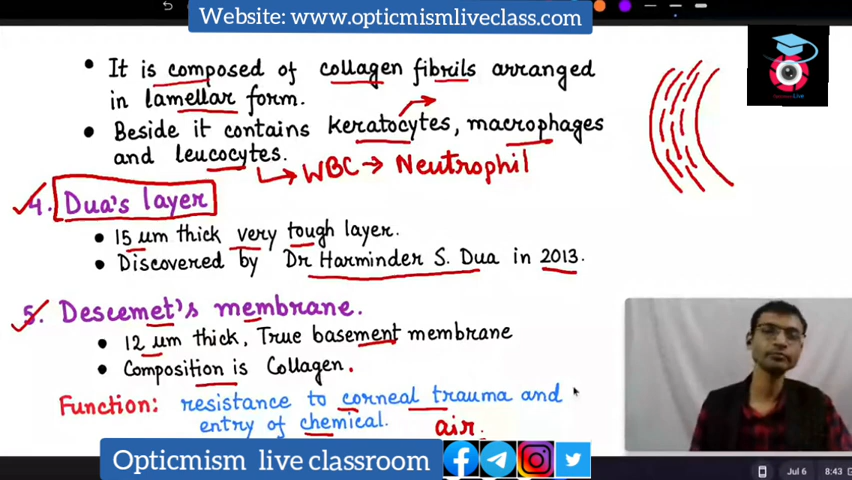 Website: www.opticmismliveclass.com
• It is composed of collagen fibrils arranged
in lamellar form.
• Beside it contains keratocytes, macrophages
and leucocytes.
WBC → Neutrophil
4. Dua's layer
• 15 um thick very tough layer.
• Discovered by Dr Harminder S. Dua in 2013.
5. Descemet's membrane.
• 12 um thick, True basement membrane
• Composition is Collagen.
Function: resistance to corneal trauma and
entry of chemical. air.
Opticmism live classroom
Jul 6 8:43